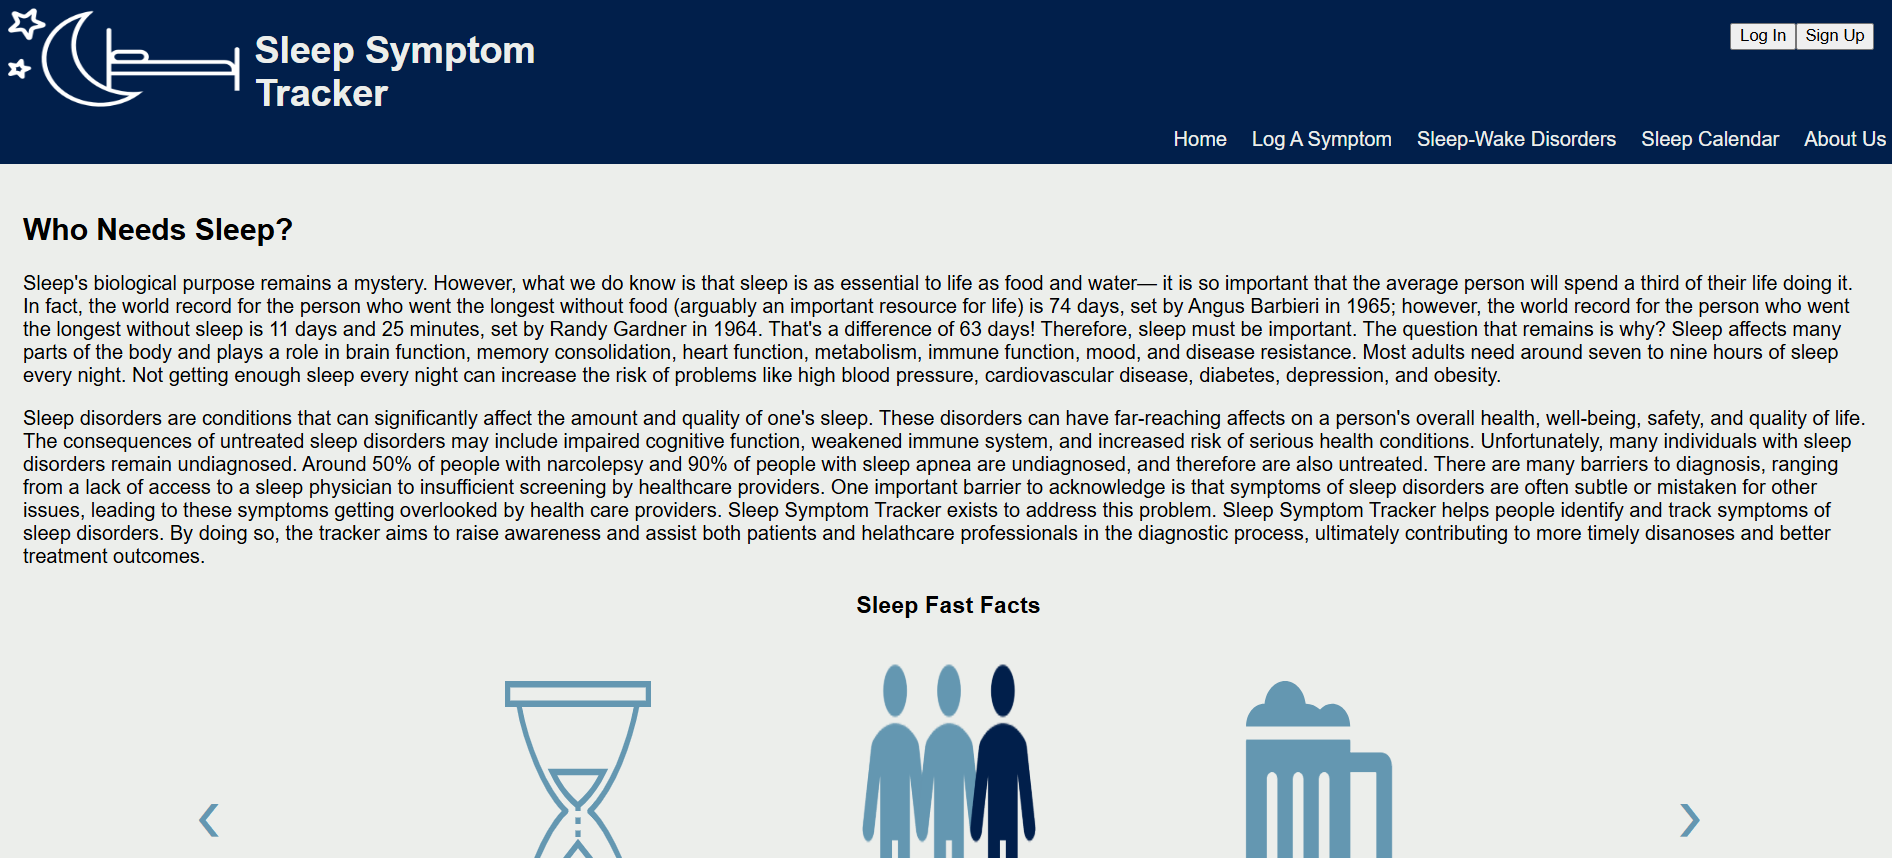 Sleep Symptom
Tracker
Log In
Sign Up
Home
Log A Symptom
Sleep-Wake Disorders
Sleep Calendar
About Us
Who Needs Sleep?
Sleep's biological purpose remains a mystery. However, what we do know is that sleep is as essential to life as food and water— it is so important that the average person will spend a third of their life doing it.
In fact, the world record for the person who went the longest without food (arguably an important resource for life) is 74 days, set by Angus Barbieri in 1965; however, the world record for the person who went
the longest without sleep is 11 days and 25 minutes, set by Randy Gardner in 1964. That's a difference of 63 days! Therefore, sleep must be important. The question that remains is why? Sleep affects many
parts of the body and plays a role in brain function, memory consolidation, heart function, metabolism, immune function, mood, and disease resistance. Most adults need around seven to nine hours of sleep
every night. Not getting enough sleep every night can increase the risk of problems like high blood pressure, cardiovascular disease, diabetes, depression, and obesity.
Sleep disorders are conditions that can significantly affect the amount and quality of one's sleep. These disorders can have far-reaching affects on a person's overall health, well-being, safety, and quality of life.
The consequences of untreated sleep disorders may include impaired cognitive function, weakened immune system, and increased risk of serious health conditions. Unfortunately, many individuals with sleep
disorders remain undiagnosed. Around 50% of people with narcolepsy and 90% of people with sleep apnea are undiagnosed, and therefore are also untreated. There are many barriers to diagnosis, ranging
from a lack of access to a sleep physician to insufficient screening by healthcare providers. One important barrier to acknowledge is that symptoms of sleep disorders are often subtle or mistaken for other
issues, leading to these symptoms getting overlooked by health care providers. Sleep Symptom Tracker exists to address this problem. Sleep Symptom Tracker helps people identify and track symptoms of
sleep disorders. By doing so, the tracker aims to raise awareness and assist both patients and helathcare professionals in the diagnostic process, ultimately contributing to more timely disanoses and better
treatment outcomes.
Sleep Fast Facts